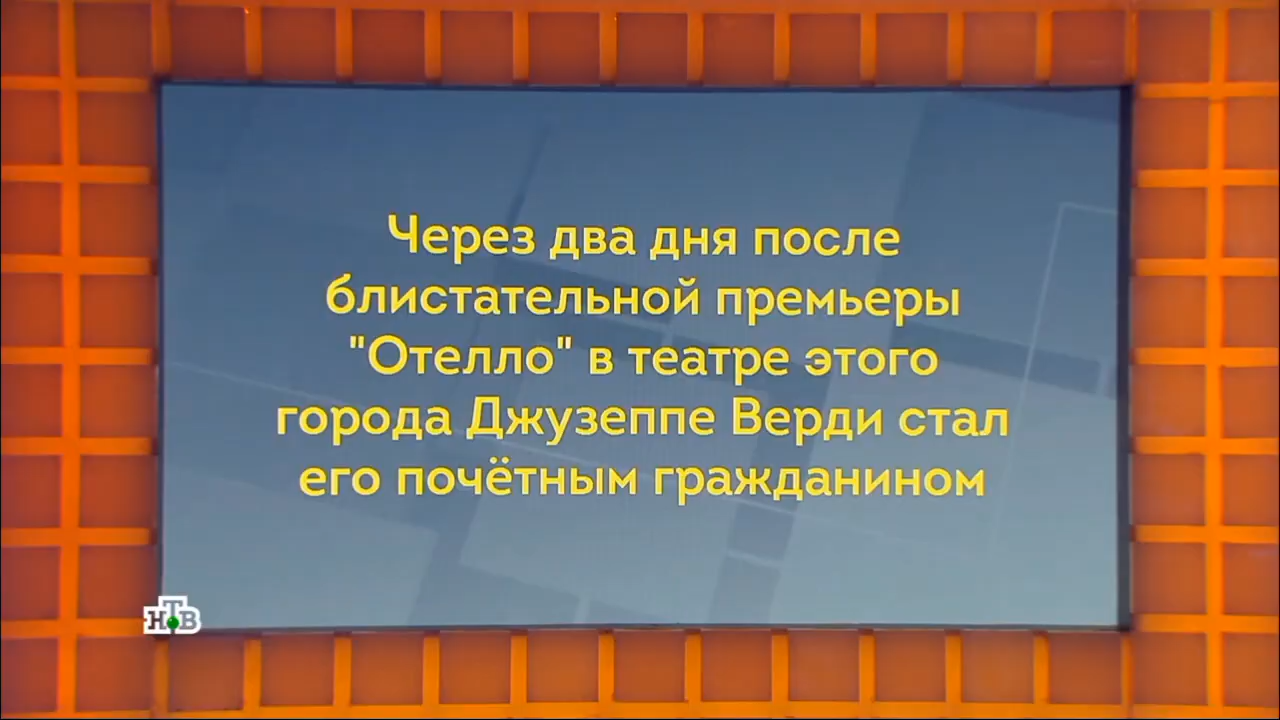 Через два дня после
блистательной премьеры
"Отелло" в театре этого
города Джузеппе Верди стал
его почётным гражданином
НТВ